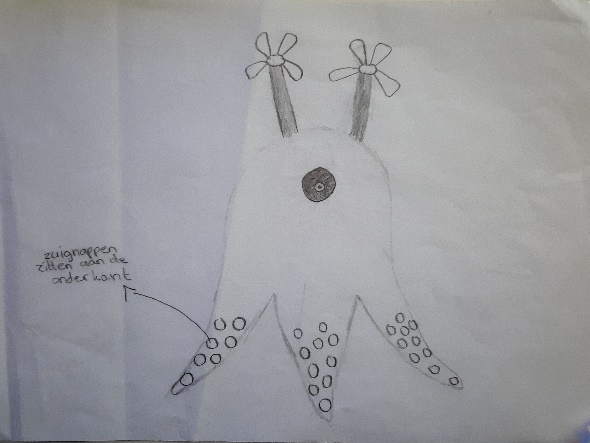 zuignappen
zitten aan de
onderkant